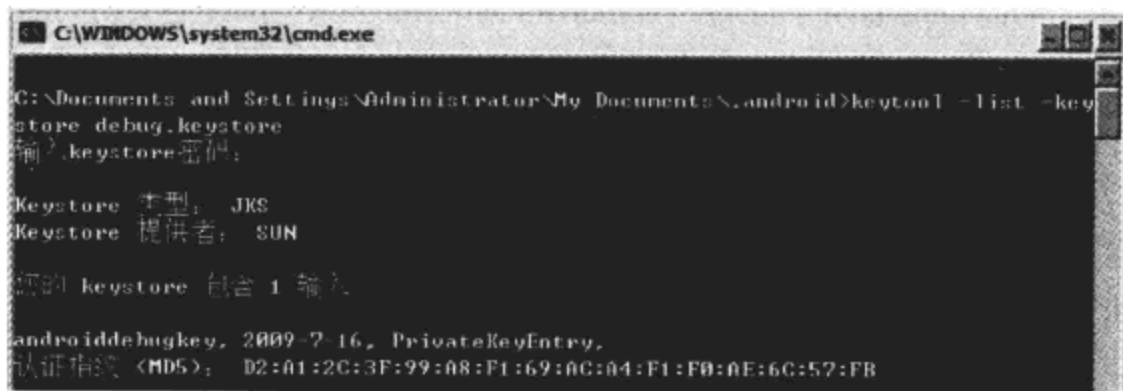 C:\WINDOWS\system32\cmd.exe
C:\Documents and Settings\Administrator\My Documents\.android>keytool -list -key
store debug.keystore
输入keystore密码:
Keystore 类型: JKS
Keystore 提供者: SUN
您的 keystore 包含 1 输入
androiddebugkey, 2009-7-16, PrivateKeyEntry,
认证指纹 (MD5): D2:A1:2C:3F:99:A8:F1:69:AC:A4:F1:F0:AE:6C:57:FB